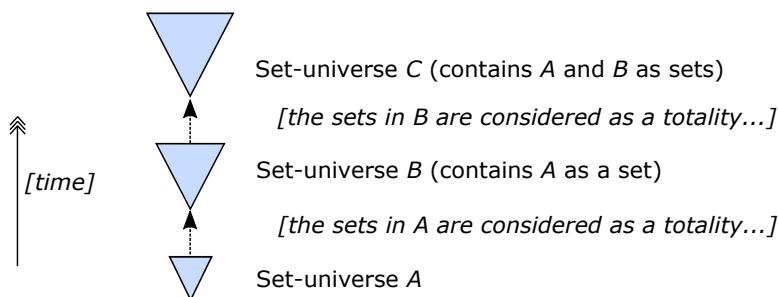 Set-universe C (contains A and B as sets)
[the sets in B are considered as a totality...]
[time]
Set-universe B (contains A as a set)
[the sets in A are considered as a totality...]
Set-universe A